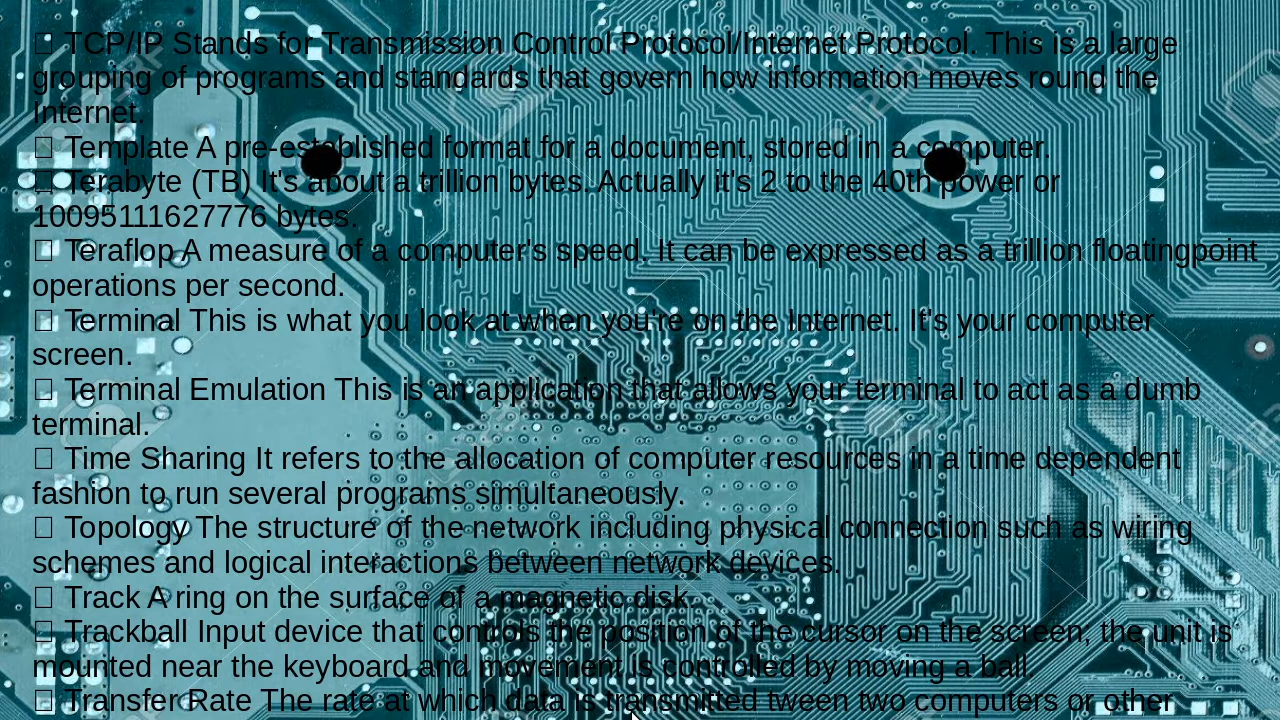 TCP/IP Stands for Transmission Control Protocol/Internet Protocol. This is a large
grouping of programs and standards that govern how information moves round the
Internet.
Template A pre-established format for a document, stored in a computer.
Terabyte (TB) It's about a trillion bytes. Actually it's 2 to the 40th power or
10095111627776 bytes.
Teraflop A measure of a computer's speed. It can be expressed as a trillion floatingpoint
operations per second.
Terminal This is what you look at when you're on the Internet. It's your computer
screen.
Terminal Emulation This is an application that allows your terminal to act as a dumb
terminal.
Time Sharing It refers to the allocation of computer resources in a time dependent
fashion to run several programs simultaneously.
Topology The structure of the network including physical connection such as wiring
schemes and logical interactions between network devices.
Track A ring on the surface of a magnetic disk.
Trackball Input device that controls the position of the cursor on the screen; the unit is
mounted near the keyboard and movement is controlled by moving a ball.
Transfer Rate The rate at which data is transmitted tween two computers or other